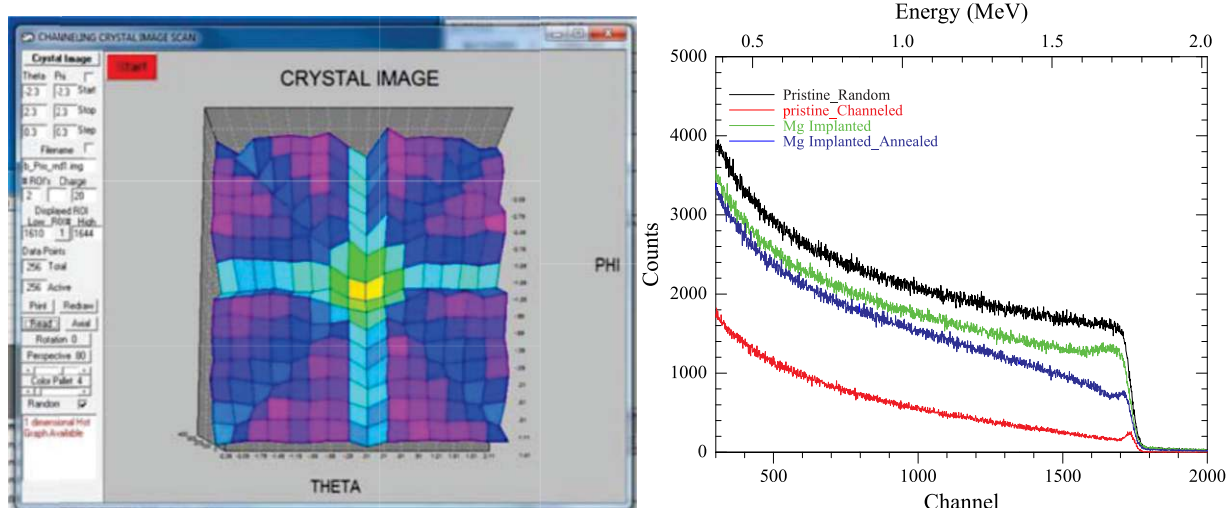 CHANNELING CRYSTAL IMAGE SCAN
Crystal Image
Start
CRYSTAL IMAGE
Theta Psi
-2.3 -2.3 Start
2.3 2.3 Stop
0.3 0.3 Step
Filename
# ROI's Charge
2 20
Displayed ROI
Low ROI# High
1610 1 1644
Data Points
256 Total
256 Active
Print Redraw
Read Axial
Rotation 0
Perspective 80
Color Pallet 4
Random
1 dimensional Hot
Graph Available
PHI
THETA
Energy (MeV)
0.5 1.0 1.5 2.0
5000
4000
3000
2000
1000
0
Counts
Pristine_Random
pristine_Channeled
Mg Implanted
Mg Implanted_Annealed
500 1000 1500 2000
Channel